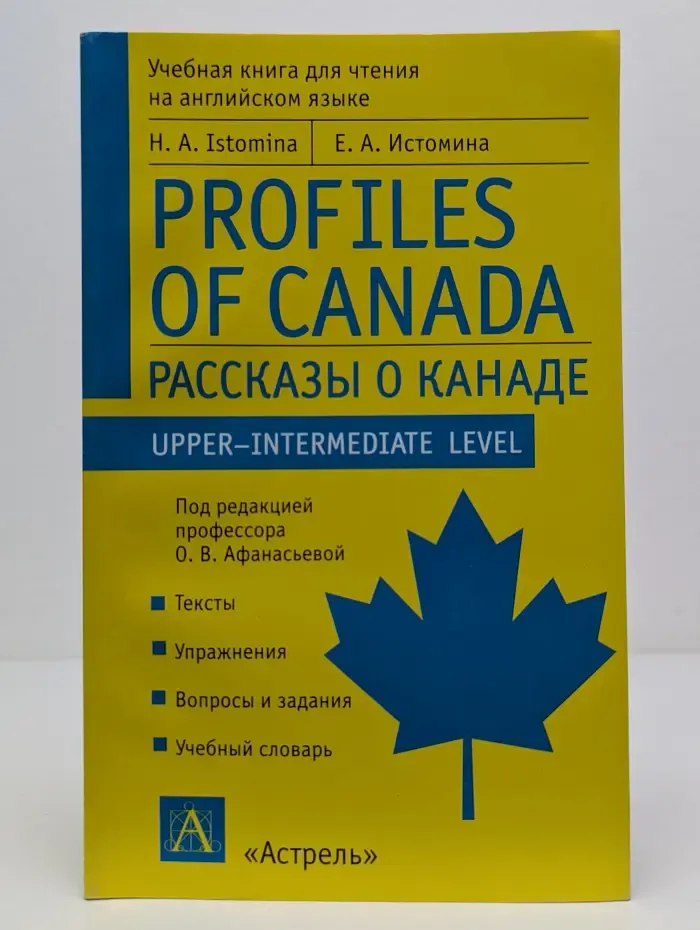 Учебная книга для чтения
на английском языке
H. A. Istomina
Е. А. Истомина
PROFILES
OF CANADA
РАССКАЗЫ О КАНАДЕ
UPPER–INTERMEDIATE LEVEL
Под редакцией
профессора
О. В. Афанасьевой
Тексты
Упражнения
Вопросы и задания
Учебный словарь
А
«Астрель»